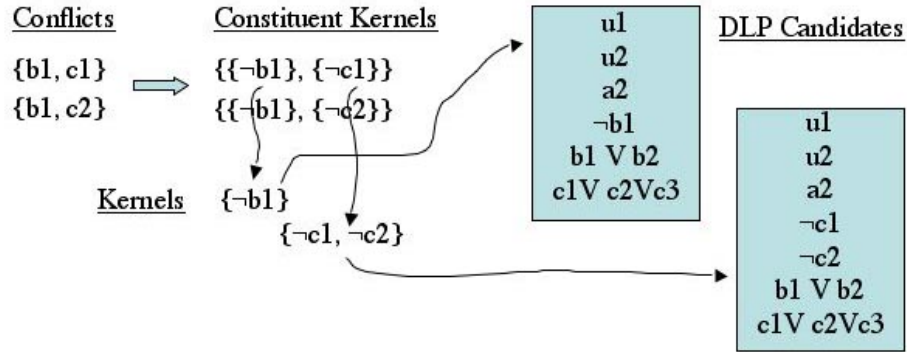 Conflicts
Constituent Kernels
{b1, c1}
{{¬b1}, {¬c1}}
{b1, c2}
{{¬b1}, {¬c2}}
Kernels
{¬b1}
{¬c1, ¬c2}
DLP Candidates
u1
u2
a2
¬b1
b1 V b2
c1V c2Vc3
u1
u2
a2
¬c1
¬c2
b1 V b2
c1V c2Vc3